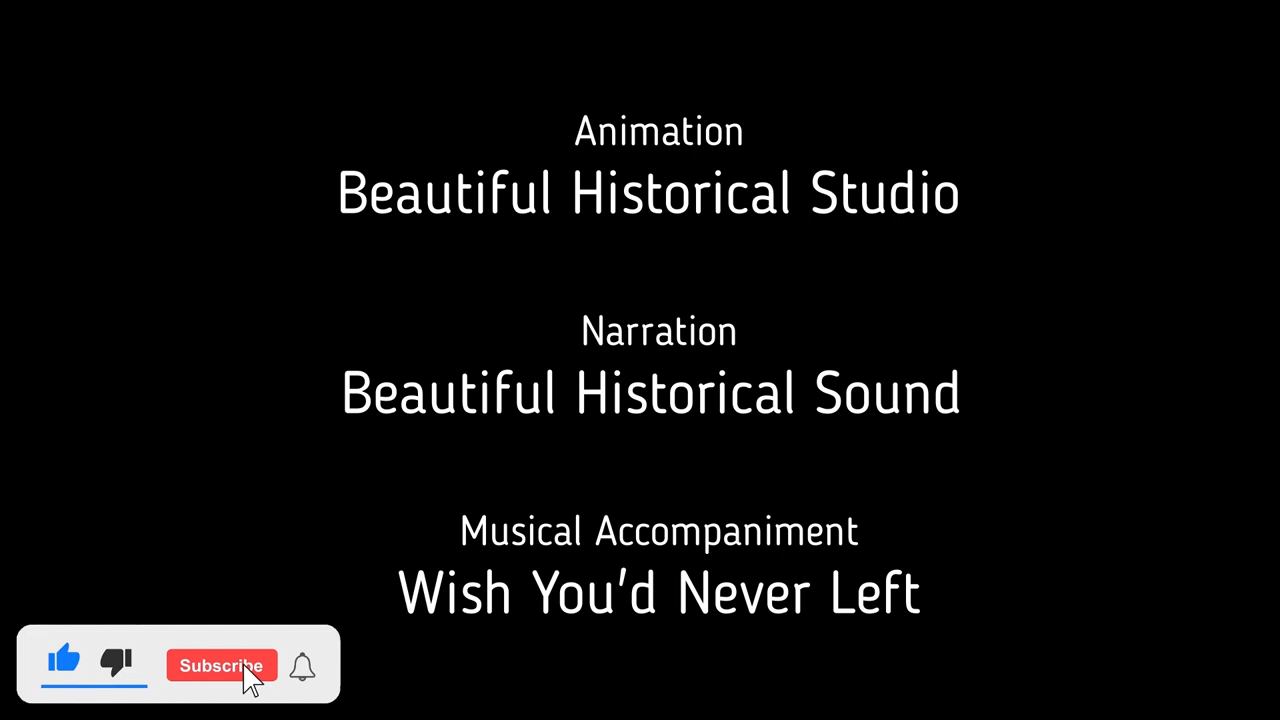 Animation
Beautiful Historical Studio
Narration
Beautiful Historical Sound
Musical Accompaniment
Wish You'd Never Left
Subscribe